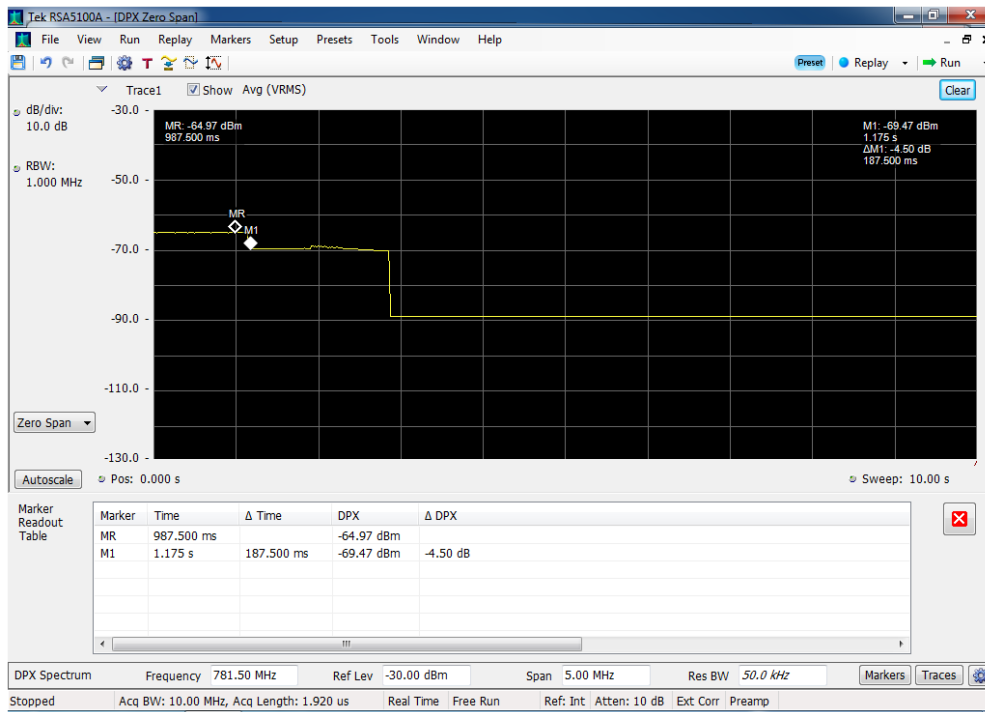 Tek RSA5100A - [DPX Zero Span]
File View Run Replay Markers Setup Presets Tools Window Help
T Preset Replay Run
Trace1 Show Avg (VRMS) Clear
dB/div:
10.0 dB
RBW:
1.000 MHz
-30.0 -
-50.0 -
-70.0 -
-90.0 -
-110.0 -
-130.0 -
MR: -64.97 dBm
987.500 ms
M1: -69.47 dBm
1.175 s
ΔM1: -4.50 dB
187.500 ms
MR
M1
Zero Span
Autoscale Pos: 0.000 s Sweep: 10.00 s
Marker
Readout
Table
Marker Time Δ Time DPX Δ DPX
MR 987.500 ms -64.97 dBm
M1 1.175 s 187.500 ms -69.47 dBm -4.50 dB
DPX Spectrum Frequency 781.50 MHz Ref Lev -30.00 dBm Span 5.00 MHz Res BW 50.0 kHz Markers Traces
Stopped Acq BW: 10.00 MHz, Acq Length: 1.920 us Real Time Free Run Ref: Int Atten: 10 dB Ext Corr Preamp